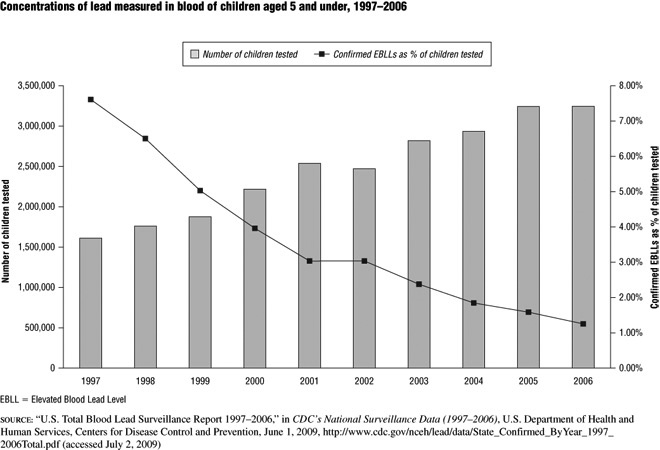 Concentrations of lead measured in blood of children aged 5 and under, 1997–2006
Number of children tested
Confirmed EBLLs as % of children tested
3,500,000
3,000,000
2,500,000
2,000,000
1,500,000
1,000,000
500,000
0
Number of children tested
8.00%
7.00%
6.00%
5.00%
4.00%
3.00%
2.00%
1.00%
0.00%
Confirmed EBLLs as % of children tested
1997 1998 1999 2000 2001 2002 2003 2004 2005 2006
EBLL = Elevated Blood Lead Level
SOURCE: “U.S. Total Blood Lead Surveillance Report 1997–2006,” in CDC’s National Surveillance Data (1997–2006), U.S. Department of Health and
Human Services, Centers for Disease Control and Prevention, June 1, 2009, http://www.cdc.gov/nceh/lead/data/State_Confirmed_ByYear_1997_
2006Total.pdf (accessed July 2, 2009)